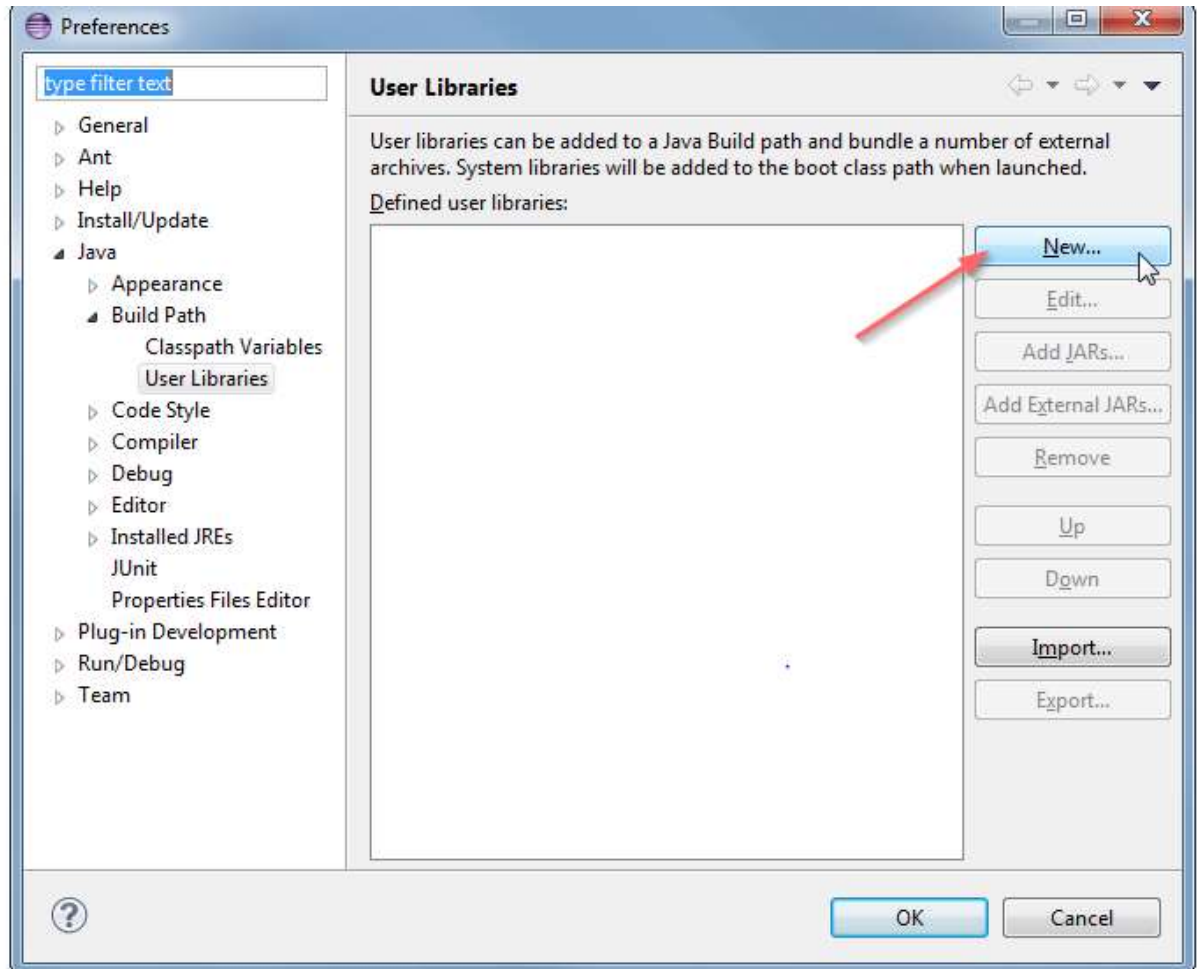 Preferences
type filter text
General
Ant
Help
Install/Update
Java
Appearance
Build Path
Classpath Variables
User Libraries
Code Style
Compiler
Debug
Editor
Installed JREs
JUnit
Properties Files Editor
Plug-in Development
Run/Debug
Team
User Libraries
User libraries can be added to a Java Build path and bundle a number of external
archives. System libraries will be added to the boot class path when launched.
Defined user libraries:
New...
Edit...
Add JARs...
Add External JARs...
Remove
Up
Down
Import...
Export...
OK
Cancel